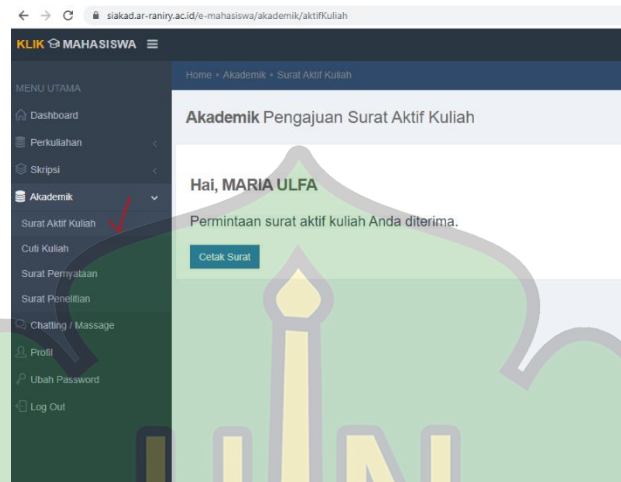 siakad.ar-raniry.ac.id/e-mahasiswa/akademik/aktifKuliah
KLIK MAHASISWA
Home • Akademik • Surat Aktif Kuliah
MENU UTAMA
Dashboard
Perkuliahan
Skripsi
Akademik
Surat Aktif Kuliah
Cuti Kuliah
Surat Pernyataan
Surat Penelitian
Chatting / Massage
Profil
Ubah Password
Log Out
Akademik Pengajuan Surat Aktif Kuliah
Hai, MARIA ULFA
Permintaan surat aktif kuliah Anda diterima.
Cetak Surat
UIN